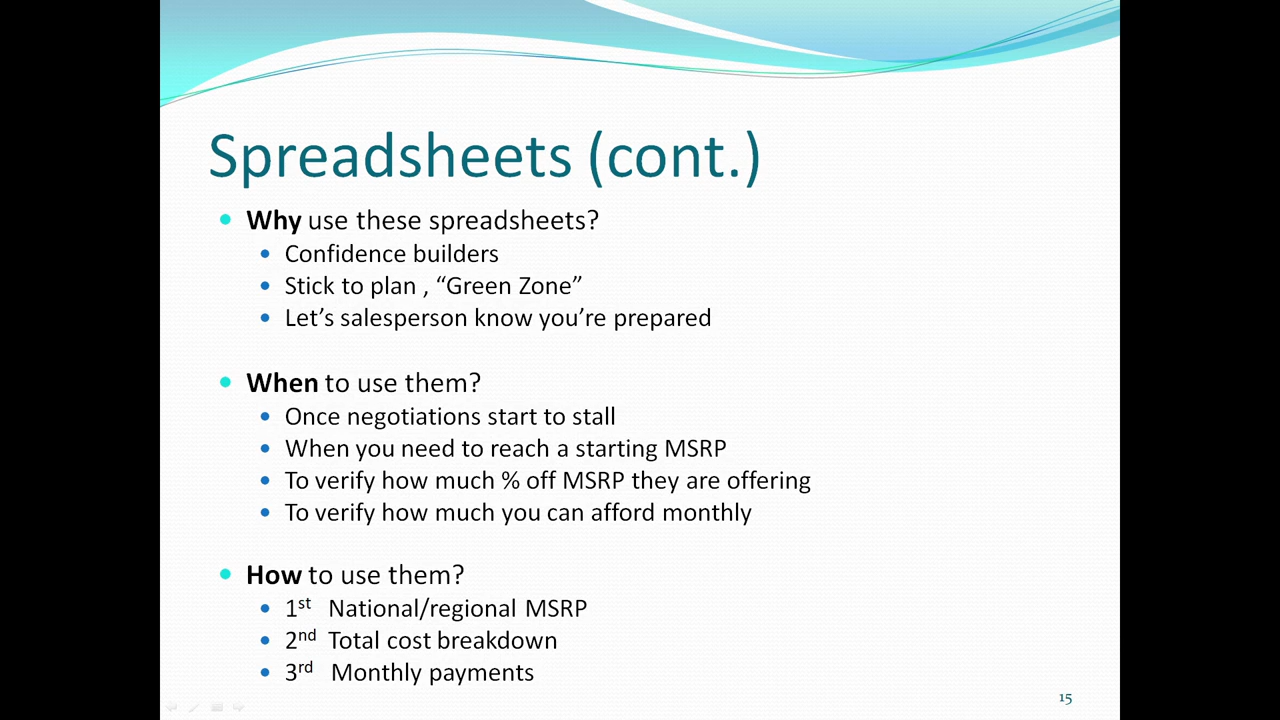 Spreadsheets (cont.)
• Why use these spreadsheets?
• Confidence builders
• Stick to plan , “Green Zone”
• Let’s salesperson know you’re prepared
• When to use them?
• Once negotiations start to stall
• When you need to reach a starting MSRP
• To verify how much % off MSRP they are offering
• To verify how much you can afford monthly
• How to use them?
• 1st National/regional MSRP
• 2nd Total cost breakdown
• 3rd Monthly payments
15